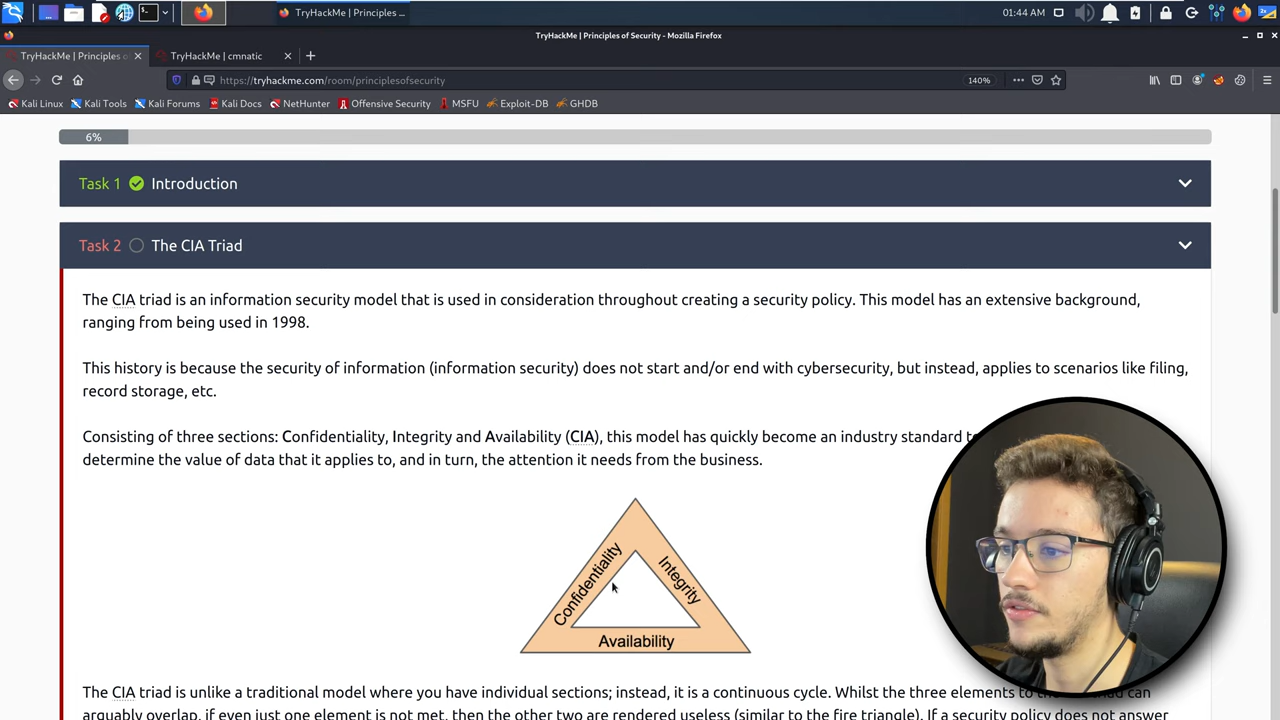 TryHackMe | Principles ...
01:44 AM
TryHackMe | Principles of Security - Mozilla Firefox
TryHackMe | Principles of
TryHackMe | cmnatic
https://tryhackme.com/room/principlesofsecurity
140%
Kali Linux
Kali Tools
Kali Forums
Kali Docs
NetHunter
Offensive Security
MSFU
Exploit-DB
GHDB
6%
Task 1
Introduction
Task 2
The CIA Triad
The CIA triad is an information security model that is used in consideration throughout creating a security policy. This model has an extensive background,
ranging from being used in 1998.
This history is because the security of information (information security) does not start and/or end with cybersecurity, but instead, applies to scenarios like filing,
record storage, etc.
Consisting of three sections: Confidentiality, Integrity and Availability (CIA), this model has quickly become an industry standard
determine the value of data that it applies to, and in turn, the attention it needs from the business.
Confidentiality
Integrity
Availability
The CIA triad is unlike a traditional model where you have individual sections; instead, it is a continuous cycle. Whilst the three elements to can
arguably overlap, if even just one element is not met, then the other two are rendered useless (similar to the fire triangle). If a security policy does not answer